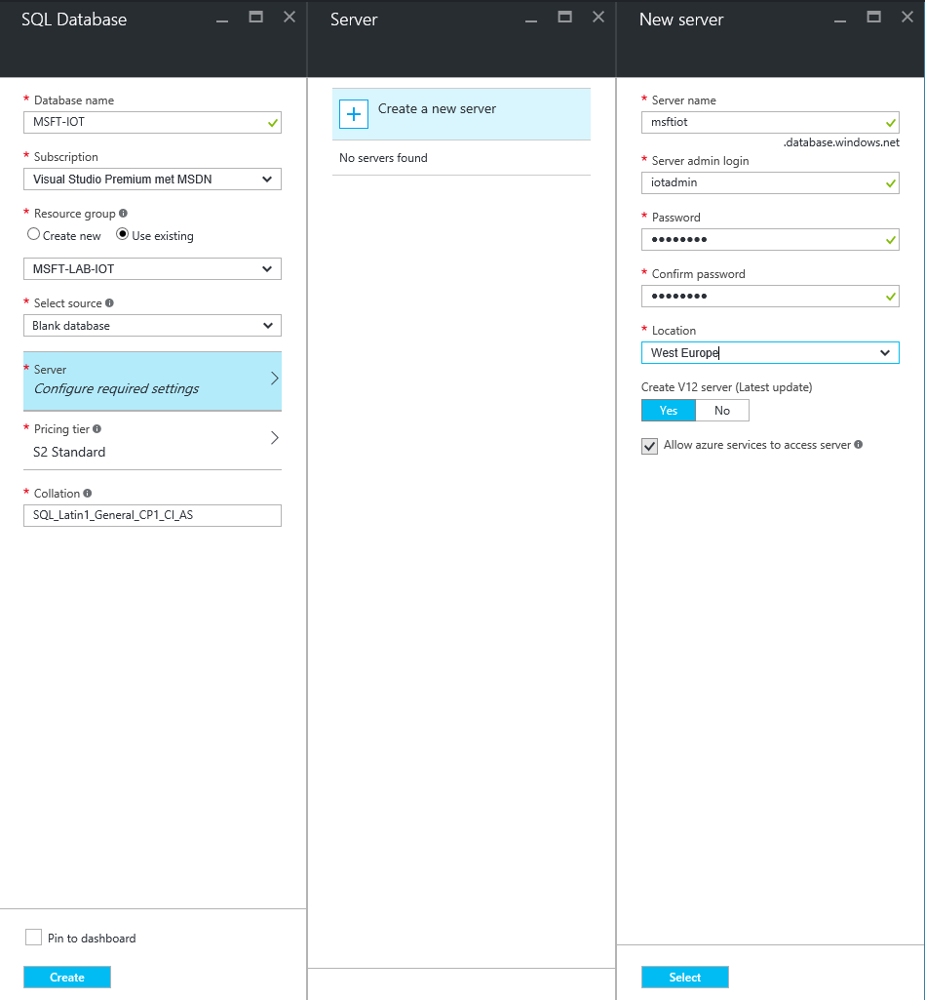 SQL Database
* Database name
MSFT-IOT
* Subscription
Visual Studio Premium met MSDN
* Resource group
Create new Use existing
MSFT-LAB-IOT
* Select source
Blank database
* Server
Configure required settings
* Pricing tier
S2 Standard
* Collation
SQL_Latin1_General_CP1_CI_AS
Pin to dashboard
Create
Server
Create a new server
No servers found
New server
* Server name
msftiot
.database.windows.net
* Server admin login
iotadmin
* Password
••••••••
* Confirm password
••••••••
* Location
West Europe
Create V12 server (Latest update)
Yes No
Allow azure services to access server
Select